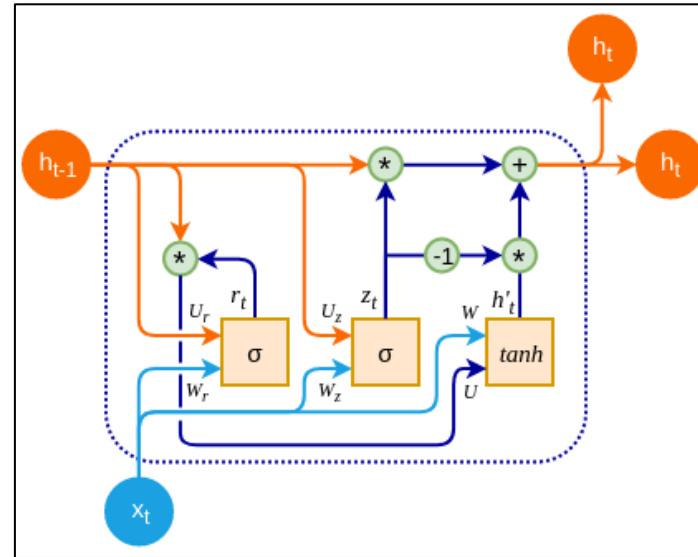 h_t
h_{t-1}
* +
h_t
-1 *
*
r_t z_t h'_t
U_r U_z W
σ σ tanh
W_r W_z U
x_t